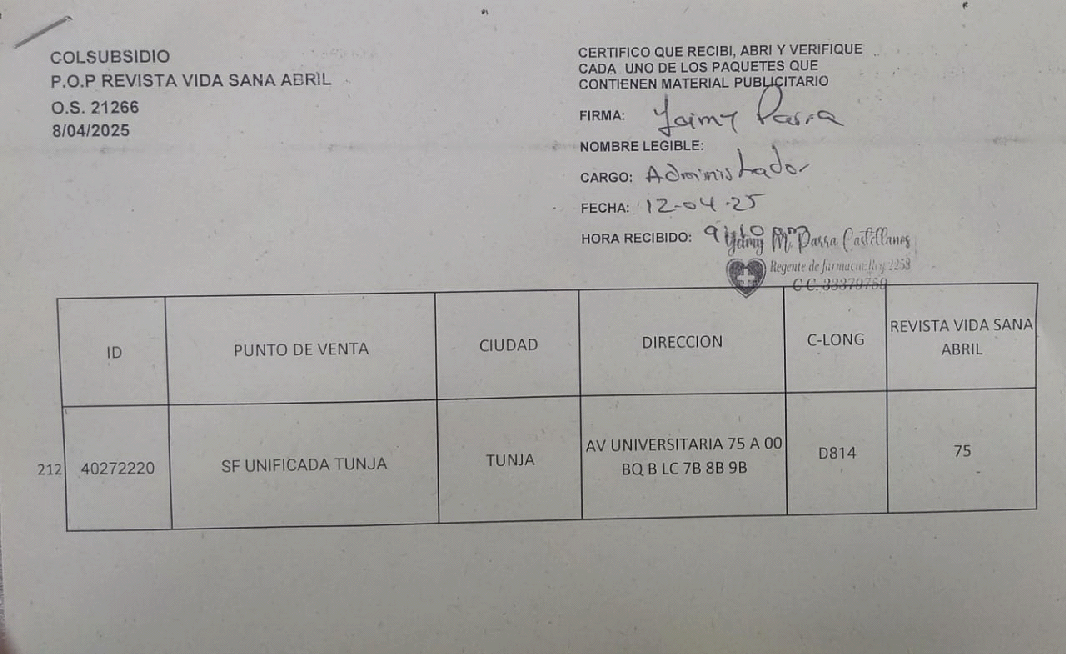 COLSUBSIDIO
P.O.P REVISTA VIDA SANA ABRIL
O.S. 21266
8/04/2025
CERTIFICO QUE RECIBI, ABRI Y VERIFIQUE
CADA UNO DE LOS PAQUETES QUE
CONTIENEN MATERIAL PUBLICITARIO
FIRMA: Yaimy Parra
NOMBRE LEGIBLE:
CARGO: Administrador
FECHA: 12-04-25
HORA RECIBIDO:
M. Parra Castellanos
Regente de farmacia
C.C.
ID PUNTO DE VENTA CIUDAD DIRECCION C-LONG REVISTA VIDA SANA
ABRIL
212 40272220 SF UNIFICADA TUNJA TUNJA AV UNIVERSITARIA 75 A 00 D814 75
BQ B LC 7B 8B 9B